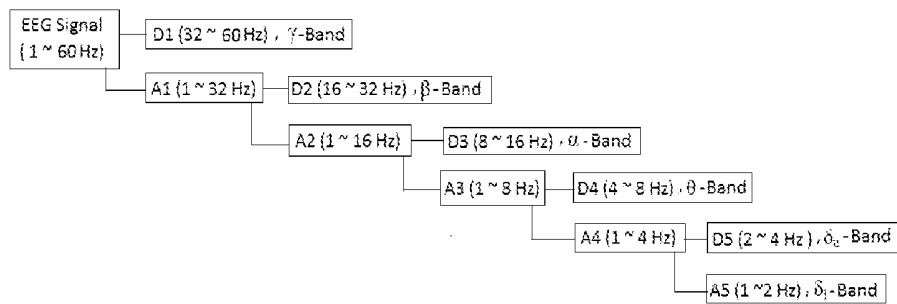 EEG Signal
(1 ~ 60 Hz)
D1 (32 ~ 60 Hz) , γ-Band
A1 (1 ~ 32 Hz)
D2 (16 ~ 32 Hz) , β-Band
A2 (1 ~ 16 Hz)
D3 (8 ~ 16 Hz) , α-Band
A3 (1 ~ 8 Hz)
D4 (4 ~ 8 Hz) , θ-Band
A4 (1 ~ 4 Hz)
D5 (2 ~ 4 Hz) , δ₂-Band
A5 (1 ~ 2 Hz) , δ₁-Band